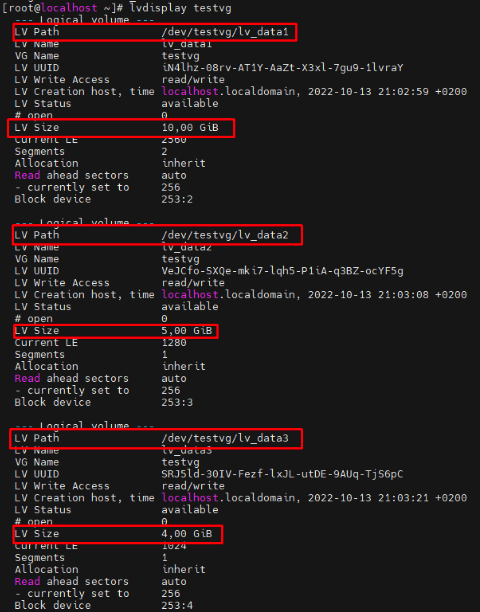 [root@localhost ~]# lvdisplay testvg
--- Logical volume ---
LV Path /dev/testvg/lv_data1
LV Name lv_data1
VG Name testvg
LV UUID iN4lhz-08rv-AT1Y-AaZt-X3xl-7gu9-1lvraY
LV Write Access read/write
LV Creation host, time localhost.localdomain, 2022-10-13 21:02:59 +0200
LV Status available
# open 0
LV Size 10,00 GiB
Current LE 2560
Segments 2
Allocation inherit
Read ahead sectors auto
- currently set to 256
Block device 253:2
--- Logical volume ---
LV Path /dev/testvg/lv_data2
LV Name lv_data2
VG Name testvg
LV UUID VeJCfo-SXQe-mki7-lqh5-P1iA-q3BZ-ocYF5g
LV Write Access read/write
LV Creation host, time localhost.localdomain, 2022-10-13 21:03:08 +0200
LV Status available
# open 0
LV Size 5,00 GiB
Current LE 1280
Segments 1
Allocation inherit
Read ahead sectors auto
- currently set to 256
Block device 253:3
--- Logical volume ---
LV Path /dev/testvg/lv_data3
LV Name lv_data3
VG Name testvg
LV UUID SRJ5ld-3OIV-Fezf-lxJL-utDE-9AUq-TjS6pC
LV Write Access read/write
LV Creation host, time localhost.localdomain, 2022-10-13 21:03:21 +0200
LV Status available
# open 0
LV Size 4,00 GiB
Current LE 1024
Segments 1
Allocation inherit
Read ahead sectors auto
- currently set to 256
Block device 253:4